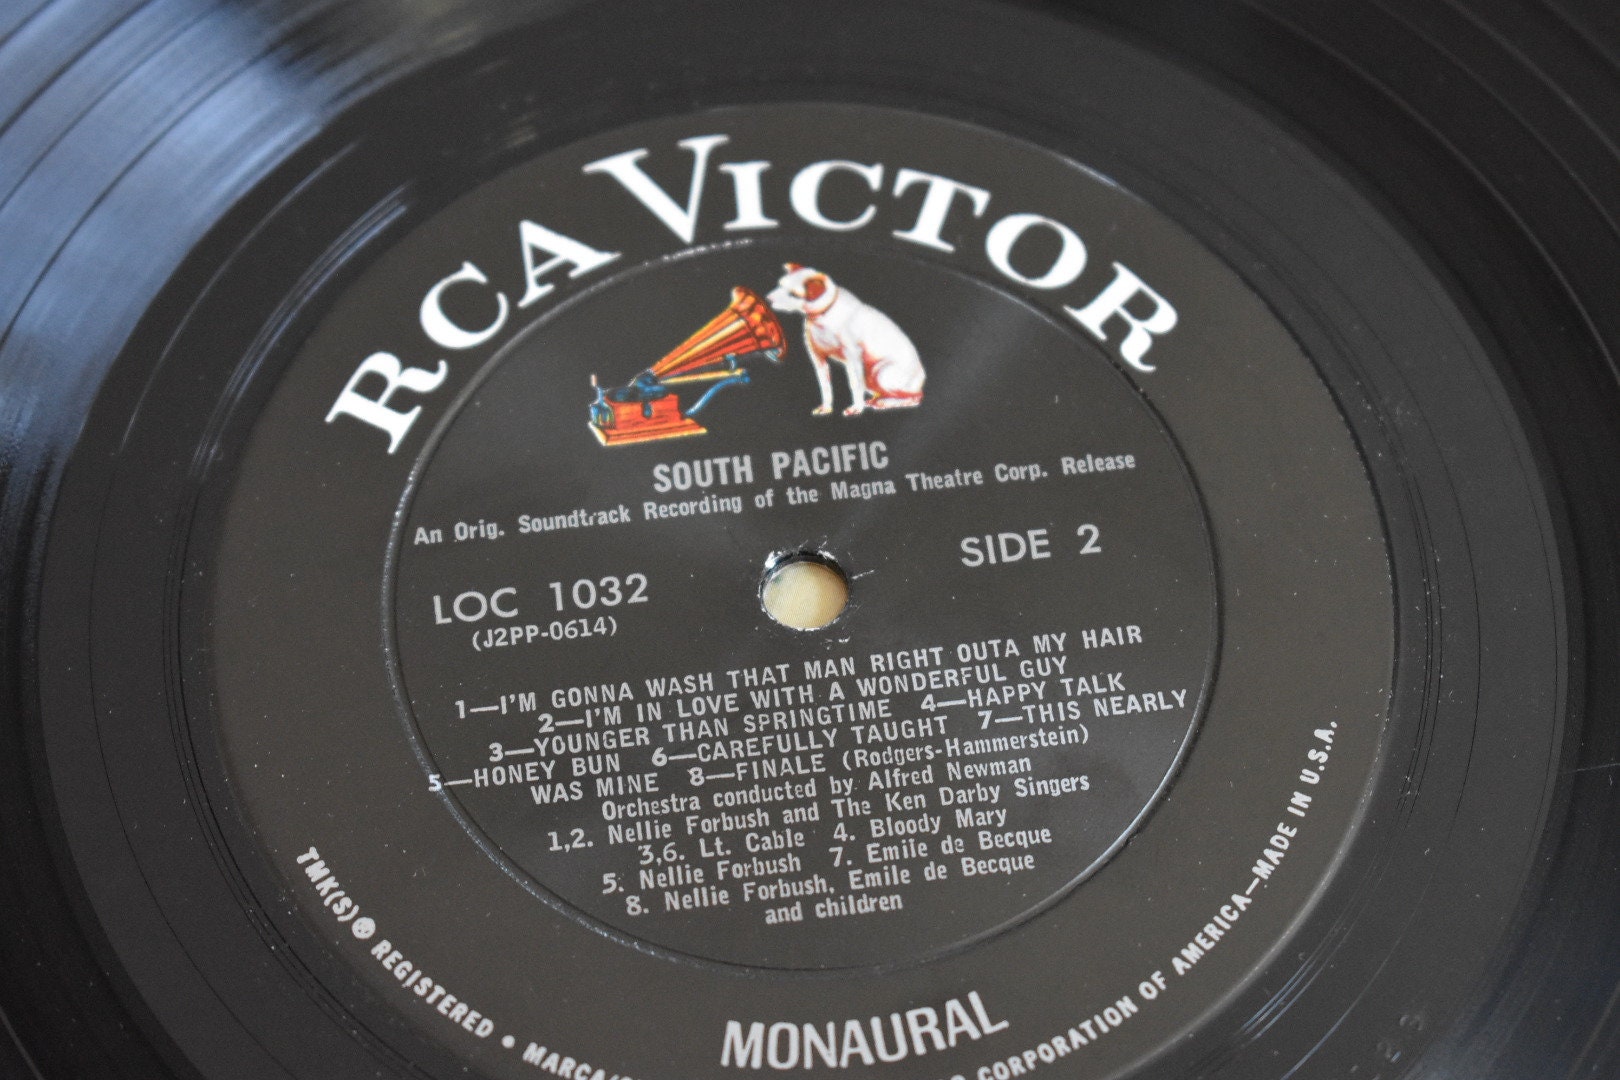 RCA VICTOR
SOUTH PACIFIC
An Orig. Soundtrack Recording of the Magna Theatre Corp. Release
LOC 1032
(J2PP-0614)
SIDE 2
1—I'M GONNA WASH THAT MAN RIGHT OUTA MY HAIR
2—I'M IN LOVE WITH A WONDERFUL GUY
3—YOUNGER THAN SPRINGTIME 4—HAPPY TALK
5—HONEY BUN 6—CAREFULLY TAUGHT 7—THIS NEARLY
WAS MINE 8—FINALE (Rodgers-Hammerstein)
Orchestra conducted by Alfred Newman
1,2. Nellie Forbush and The Ken Darby Singers
3,6. Lt. Cable 4. Bloody Mary
5. Nellie Forbush 7. Emile de Becque
8. Nellie Forbush, Emile de Becque
and children
MONAURAL
TMK(S) ® REGISTERED • CORPORATION OF AMERICA—MADE IN U.S.A.